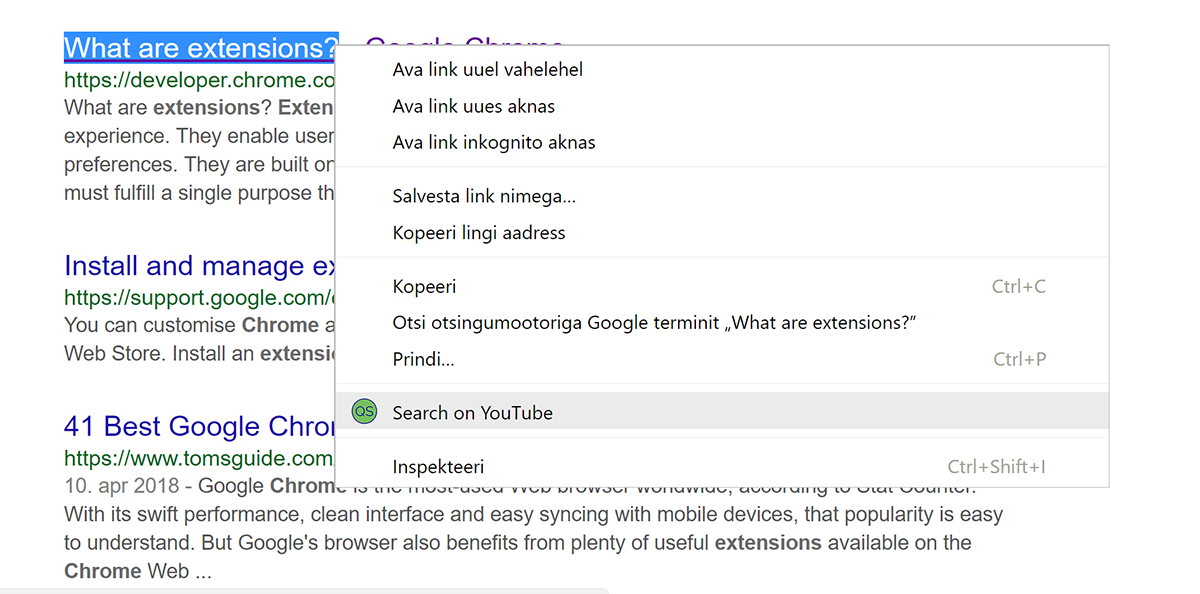 What are extensions? - Google Chrome
https://developer.chrome.co
What are extensions? Exten
experience. They enable user
preferences. They are built on
must fulfill a single purpose th
Install and manage ex
https://support.google.com/
You can customise Chrome a
Web Store. Install an extensi
41 Best Google Chro
https://www.tomsguide.com
10. apr 2018 - Google Chrome is the most-used Web browser worldwide, according to Stat Counter.
With its swift performance, clean interface and easy syncing with mobile devices, that popularity is easy
to understand. But Google's browser also benefits from plenty of useful extensions available on the
Chrome Web ...
Ava link uuel vahelehel
Ava link uues aknas
Ava link inkognito aknas
Salvesta link nimega...
Kopeeri lingi aadress
Kopeeri Ctrl+C
Otsi otsingumootoriga Google terminit „What are extensions?”
Prindi... Ctrl+P
QS Search on YouTube
Inspekteeri Ctrl+Shift+I